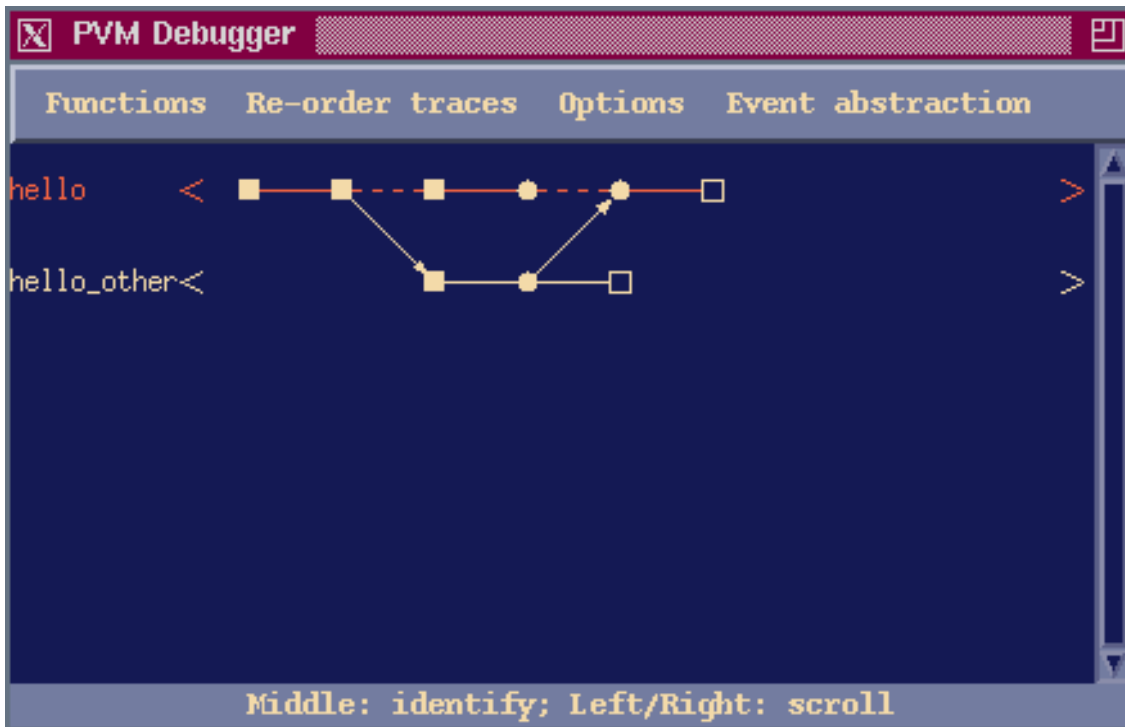 PVM Debugger
Functions Re-order traces Options Event abstraction
hello < >
hello_other< >
Middle: identify; Left/Right: scroll